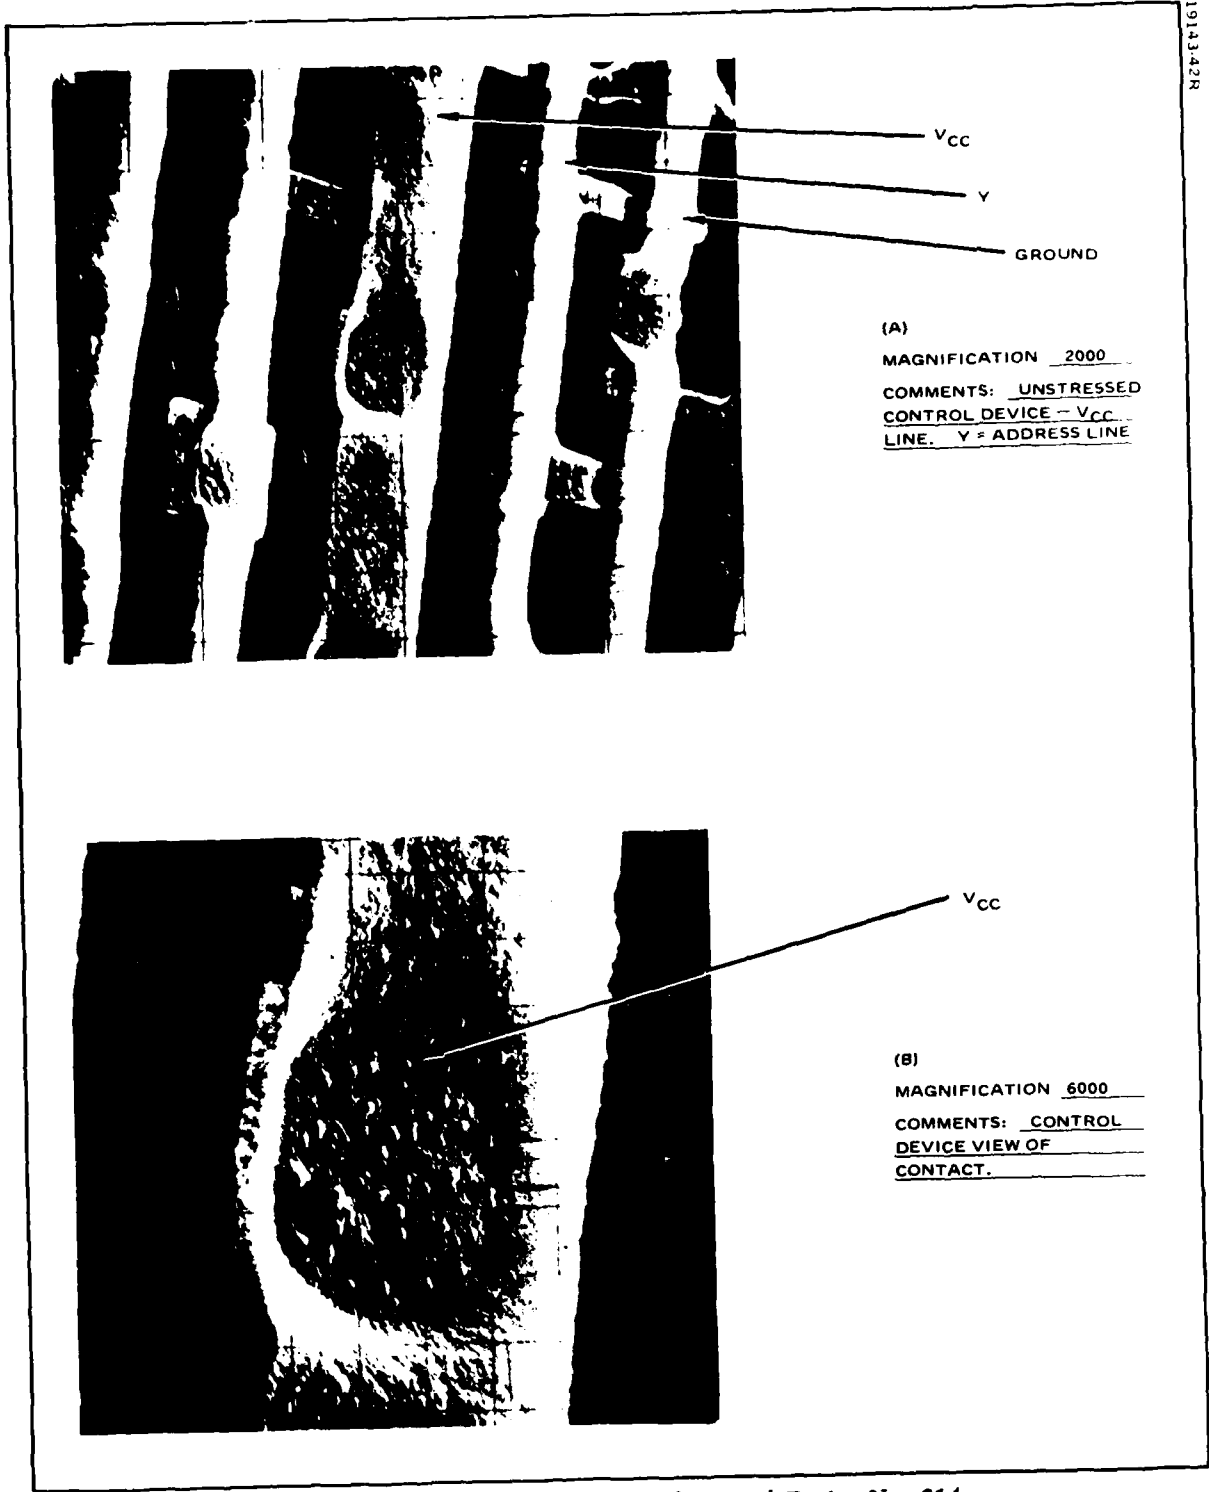 19143-42R
VCC
Y
GROUND
(A)
MAGNIFICATION 2000
COMMENTS: UNSTRESSED
CONTROL DEVICE – VCC
LINE. Y = ADDRESS LINE
VCC
(B)
MAGNIFICATION 6000
COMMENTS: CONTROL
DEVICE VIEW OF
CONTACT.